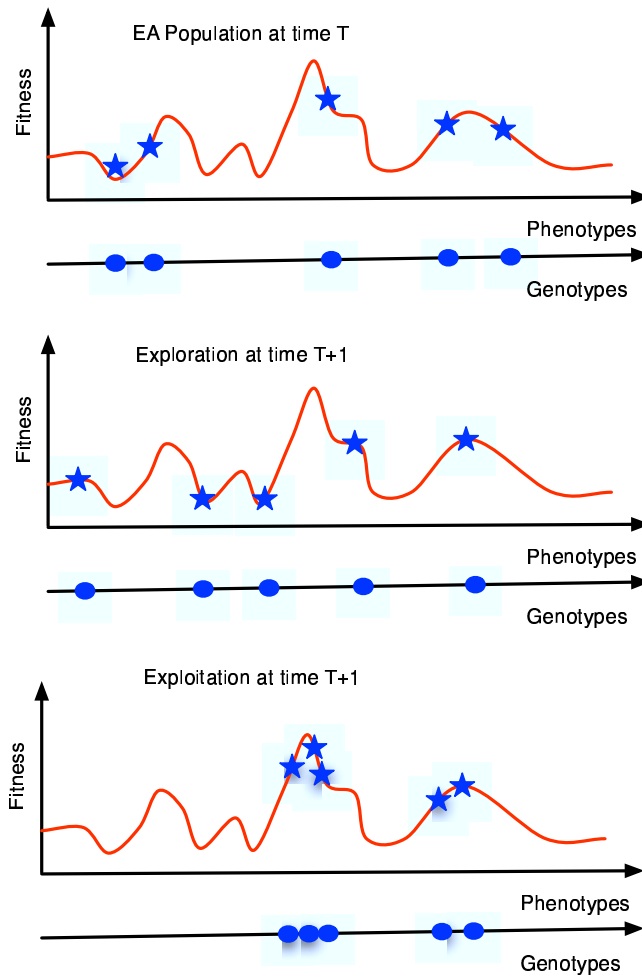 EA Population at time T
Fitness
Phenotypes
Genotypes
Exploration at time T+1
Fitness
Phenotypes
Genotypes
Exploitation at time T+1
Fitness
Phenotypes
Genotypes